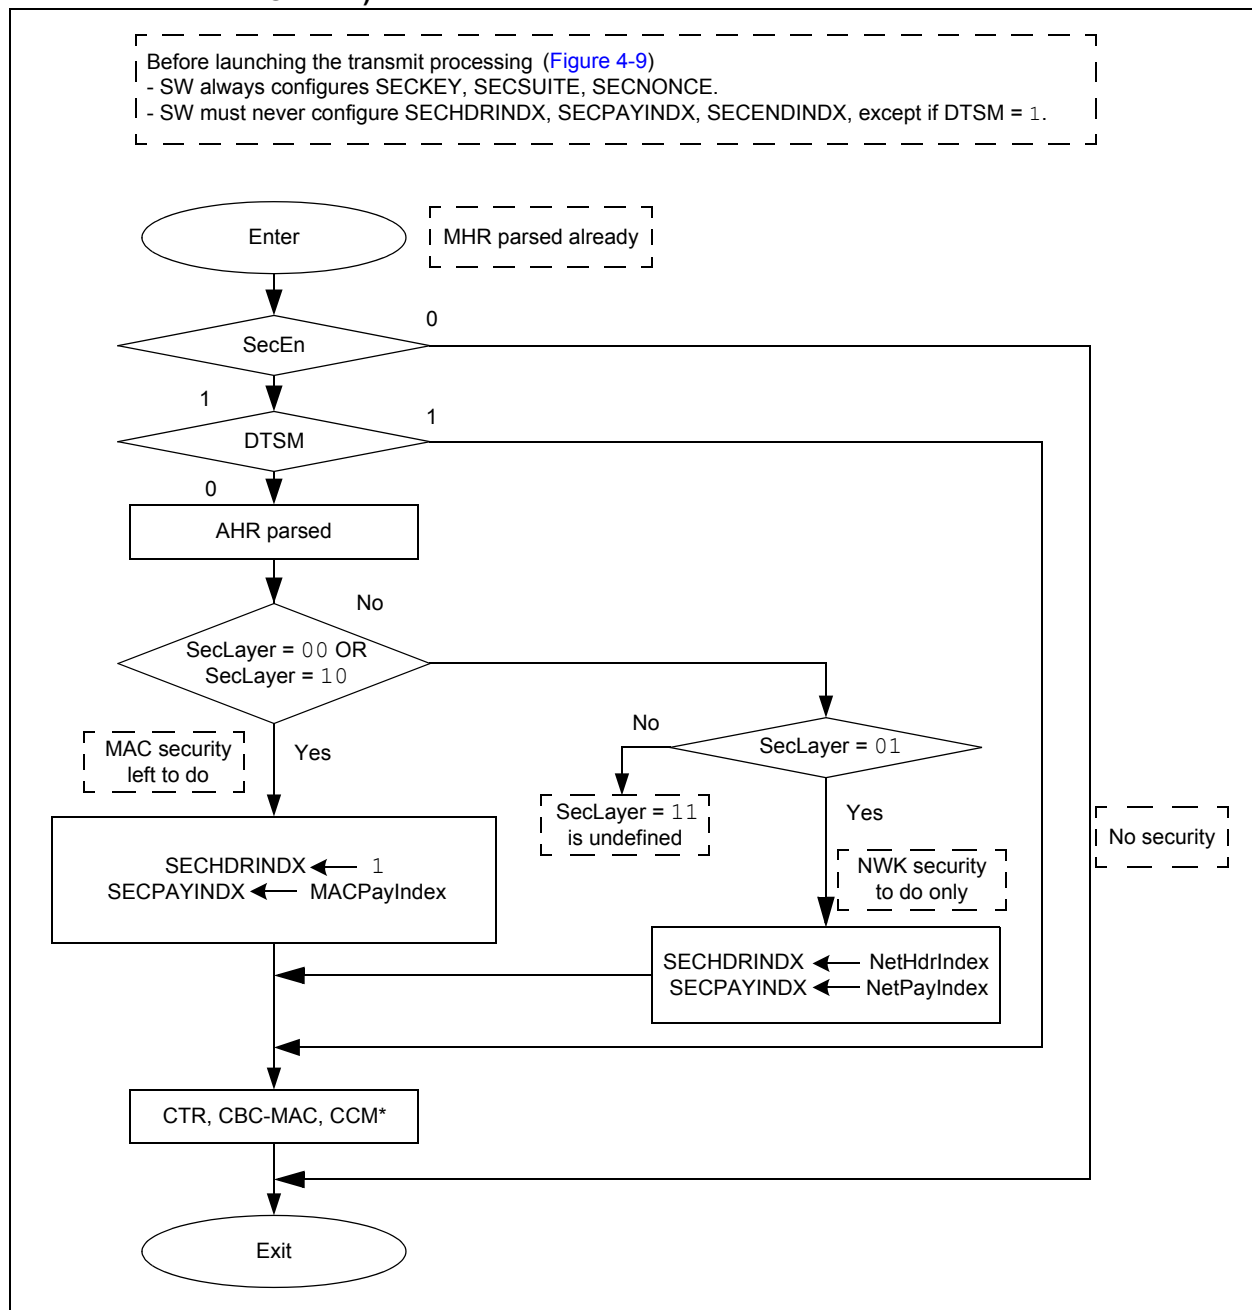 Before launching the transmit processing (Figure 4-9)
- SW always configures SECKEY, SECSUITE, SECNONCE.
- SW must never configure SECHDRINDX, SECPAYINDX, SECENDINDX, except if DTSM = 1.
Enter
MHR parsed already
0
SecEn
1
1
DTSM
0
AHR parsed
No
SecLayer = 00 OR
SecLayer = 10
No
SecLayer = 01
MAC security
left to do
Yes
SecLayer = 11
is undefined
Yes
No security
SECHDRINDX 1
SECPAYINDX MACPayIndex
NWK security
to do only
SECHDRINDX NetHdrIndex
SECPAYINDX NetPayIndex
CTR, CBC-MAC, CCM*
Exit